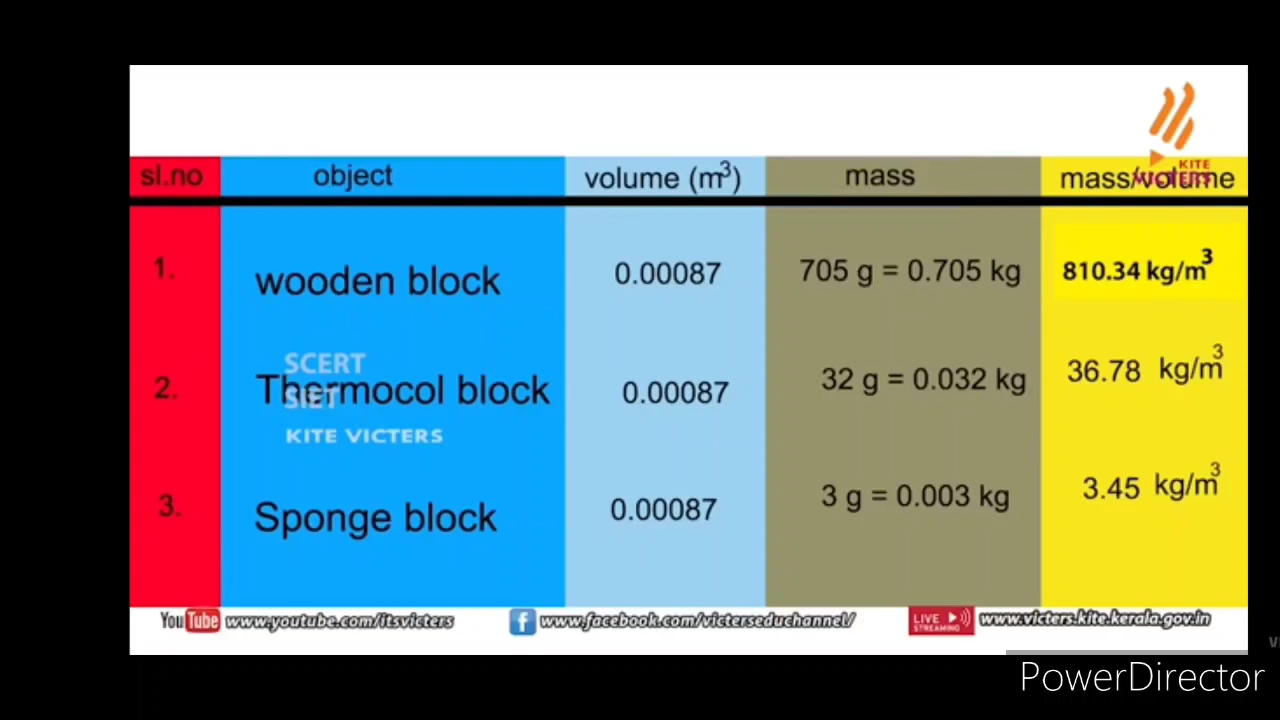 KITE
VICTERS
sl.no object volume (m³) mass mass/volume
1. wooden block 0.00087 705 g = 0.705 kg 810.34 kg/m³
SCERT
SIET
2. Thermocol block 0.00087 32 g = 0.032 kg 36.78 kg/m³
KITE VICTERS
3. Sponge block 0.00087 3 g = 0.003 kg 3.45 kg/m³
YouTube www.youtube.com/itsvicters www.facebook.com/victerseduchannel/ LIVE STREAMING www.victers.kite.kerala.gov.in
PowerDirector